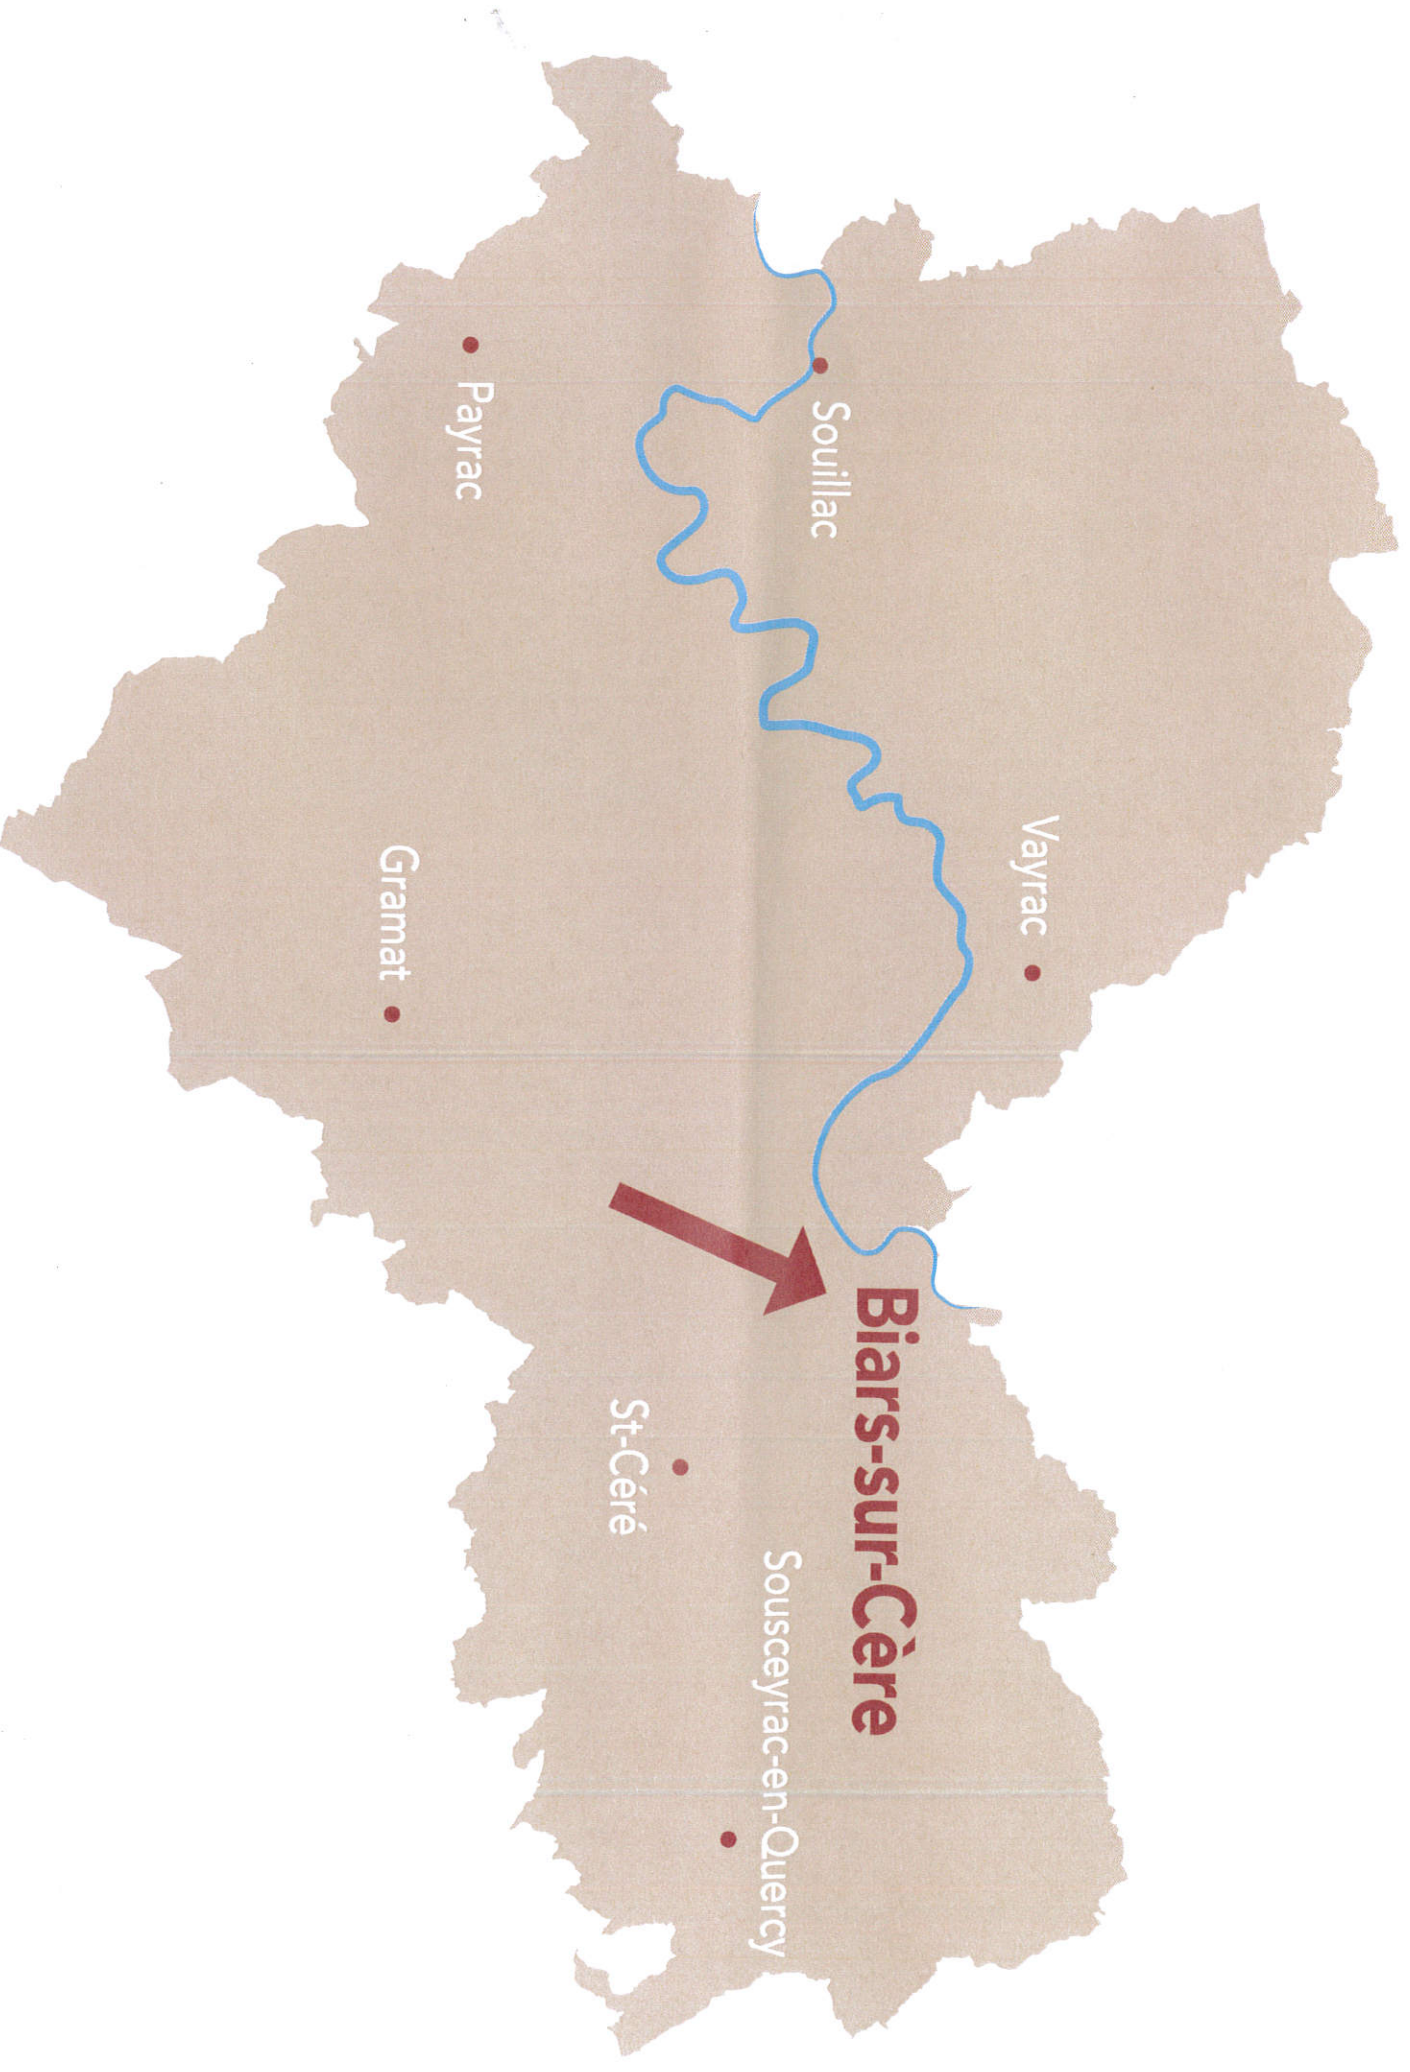 Vayrac
Biars-sur-Cère
Souillac
Sousceyrac-en-Quercy
St-Céré
Payrac
Gramat